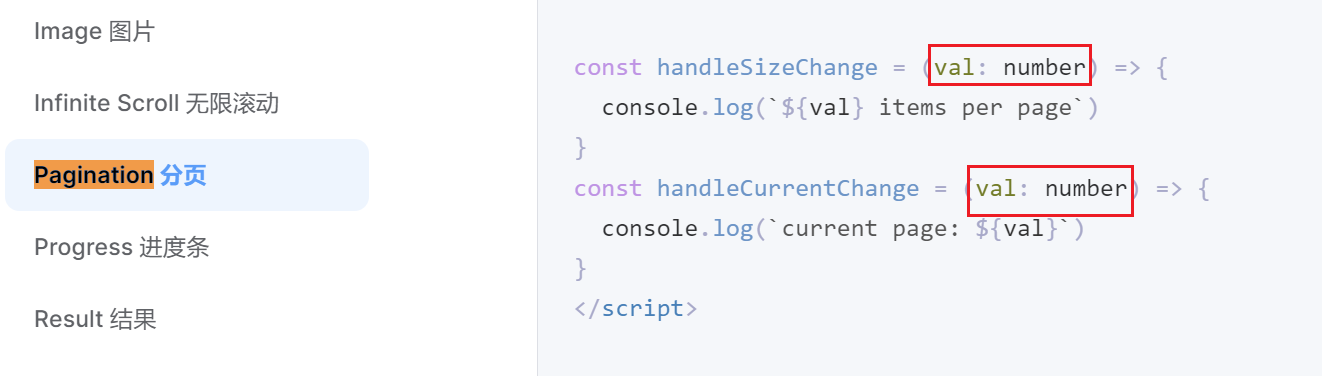 Image 图片
Infinite Scroll 无限滚动
Pagination 分页
Progress 进度条
Result 结果
const handleSizeChange = (val: number) => {
  console.log(`${val} items per page`)
}
const handleCurrentChange = (val: number) => {
  console.log(`current page: ${val}`)
}
</script>